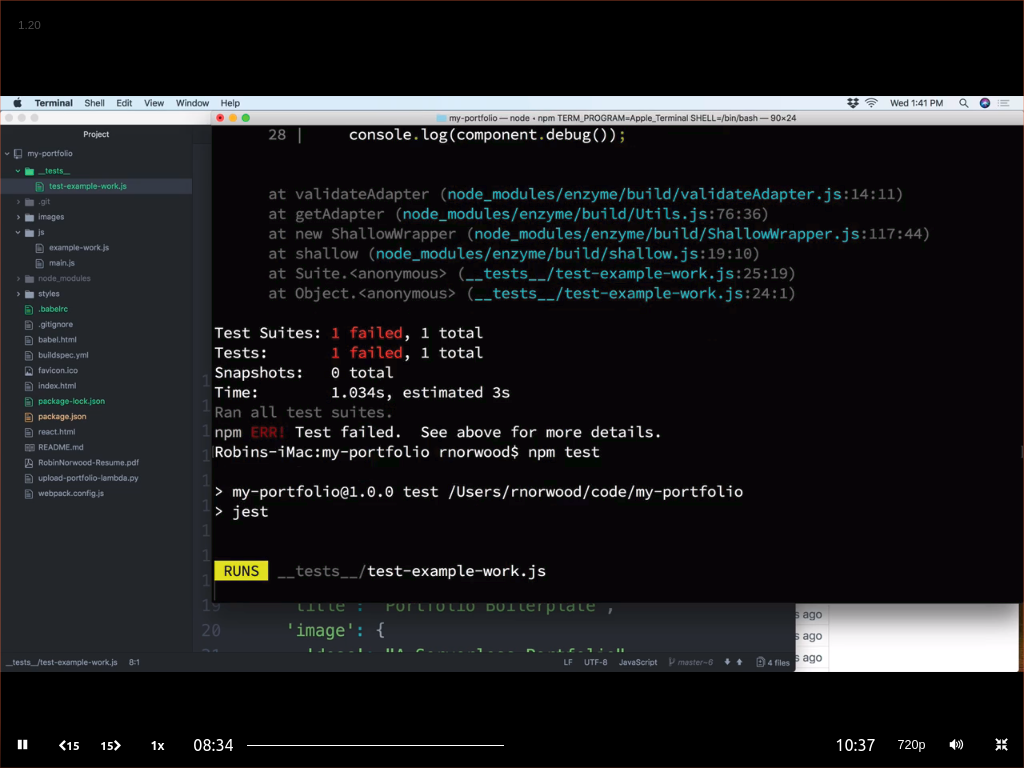 1.20
Terminal Shell Edit View Window Help
Wed 1:41 PM
my-portfolio — node • npm TERM_PROGRAM=Apple_Terminal SHELL=/bin/bash — 90×24
Project
my-portfolio
__tests__
test-example-work.js
.git
images
js
example-work.js
main.js
node_modules
styles
.babelrc
.gitignore
babel.html
buildspec.yml
favicon.ico
index.html
package-lock.json
package.json
react.html
README.md
RobinNorwood-Resume.pdf
upload-portfolio-lambda.py
webpack.config.js
28 | console.log(component.debug());
at validateAdapter (node_modules/enzyme/build/validateAdapter.js:14:11)
at getAdapter (node_modules/enzyme/build/Utils.js:76:36)
at new ShallowWrapper (node_modules/enzyme/build/ShallowWrapper.js:117:44)
at shallow (node_modules/enzyme/build/shallow.js:19:10)
at Suite.<anonymous> (__tests__/test-example-work.js:25:19)
at Object.<anonymous> (__tests__/test-example-work.js:24:1)
Test Suites: 1 failed, 1 total
Tests: 1 failed, 1 total
Snapshots: 0 total
Time: 1.034s, estimated 3s
Ran all test suites.
npm ERR! Test failed. See above for more details.
Robins-iMac:my-portfolio rnorwood$ npm test
> my-portfolio@1.0.0 test /Users/rnorwood/code/my-portfolio
> jest
RUNS __tests__/test-example-work.js
19 'title': "Portfolio Boilerplate",
20 'image': {
s ago
s ago
s ago
__tests__/test-example-work.js 8:1
LF UTF-8 JavaScript master-6 4 files
08:34
10:37
15
15
1x
720p